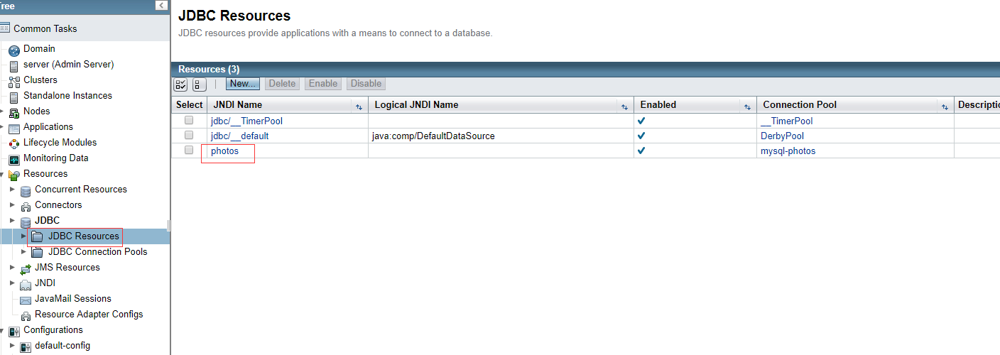 Tree
Common Tasks
Domain
server (Admin Server)
Clusters
Standalone Instances
Nodes
Applications
Lifecycle Modules
Monitoring Data
Resources
Concurrent Resources
Connectors
JDBC
JDBC Resources
JDBC Connection Pools
JMS Resources
JNDI
JavaMail Sessions
Resource Adapter Configs
Configurations
default-config
JDBC Resources
JDBC resources provide applications with a means to connect to a database.
Resources (3)
New... Delete Enable Disable
Select JNDI Name Logical JNDI Name Enabled Connection Pool Descriptio
jdbc/__TimerPool __TimerPool
jdbc/__default java:comp/DefaultDataSource DerbyPool
photos mysql-photos